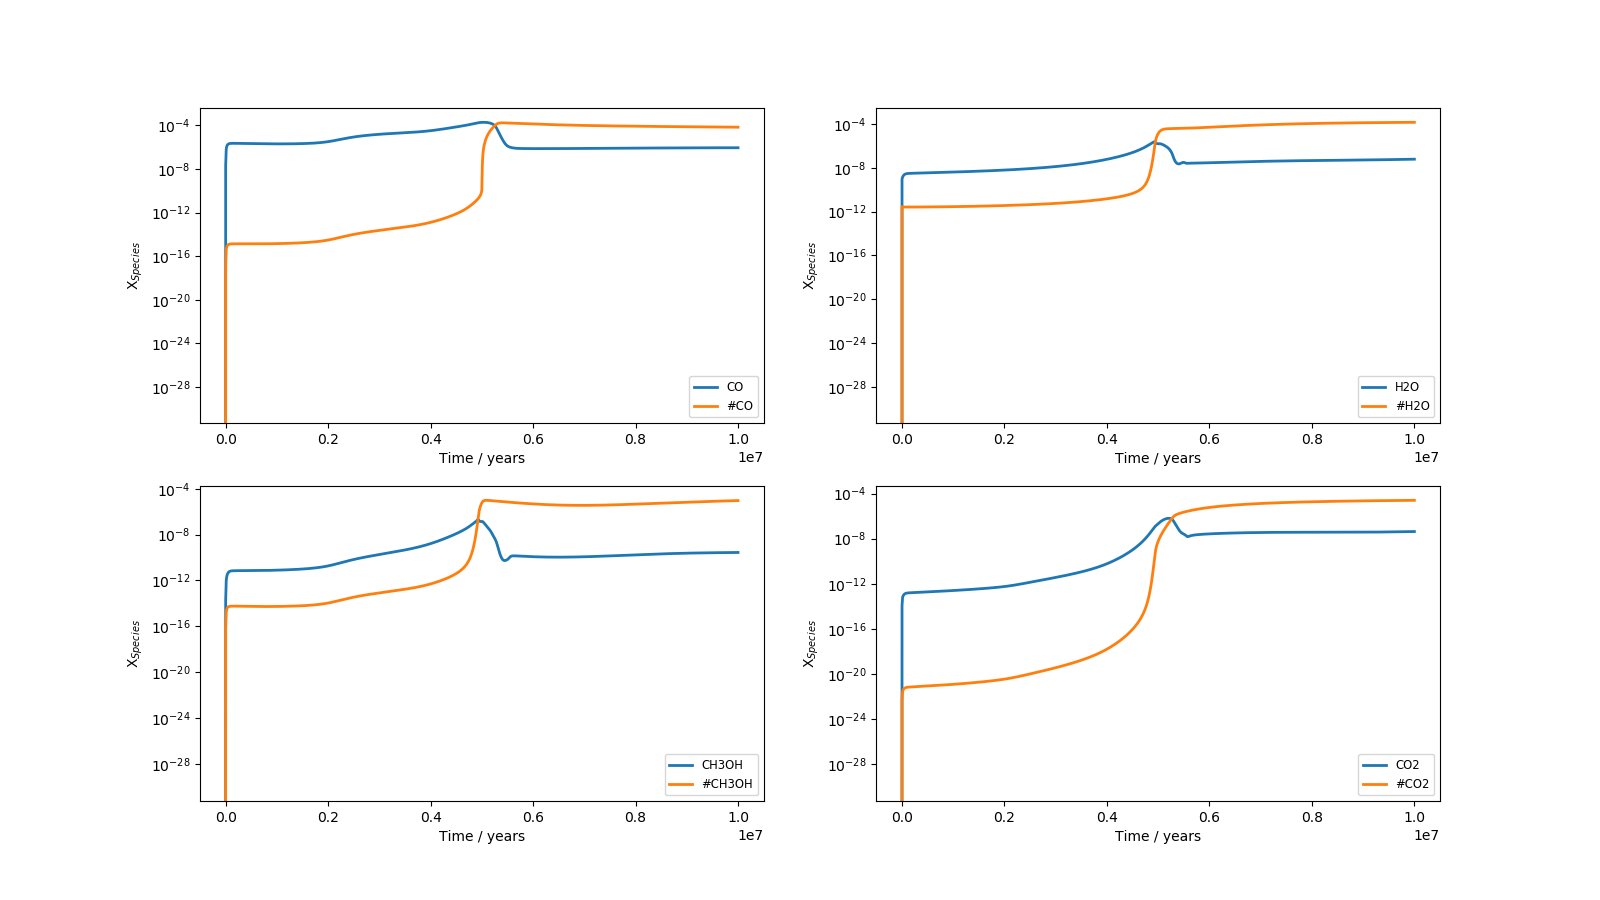 10⁻⁴
10⁻⁸
10⁻¹²
10⁻¹⁶
10⁻²⁰
10⁻²⁴
10⁻²⁸
X_Species
CO
#CO
0.0 0.2 0.4 0.6 0.8 1.0
1e7
Time / years
10⁻⁴
10⁻⁸
10⁻¹²
10⁻¹⁶
10⁻²⁰
10⁻²⁴
10⁻²⁸
X_Species
H2O
#H2O
0.0 0.2 0.4 0.6 0.8 1.0
1e7
Time / years
10⁻⁴
10⁻⁸
10⁻¹²
10⁻¹⁶
10⁻²⁰
10⁻²⁴
10⁻²⁸
X_Species
CH3OH
#CH3OH
0.0 0.2 0.4 0.6 0.8 1.0
1e7
Time / years
10⁻⁴
10⁻⁸
10⁻¹²
10⁻¹⁶
10⁻²⁰
10⁻²⁴
10⁻²⁸
X_Species
CO2
#CO2
0.0 0.2 0.4 0.6 0.8 1.0
1e7
Time / years